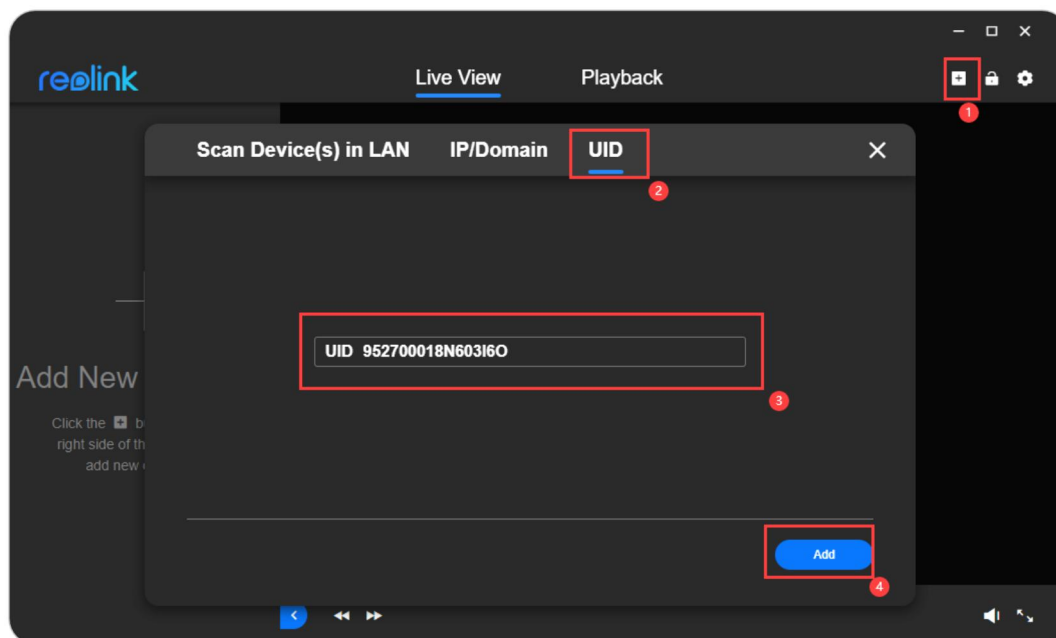 reolink
Live View
Playback
1
Scan Device(s) in LAN
IP/Domain
UID
2
UID 952700018N603I6O
3
Add New
Click the
right side of
add new
Add
4